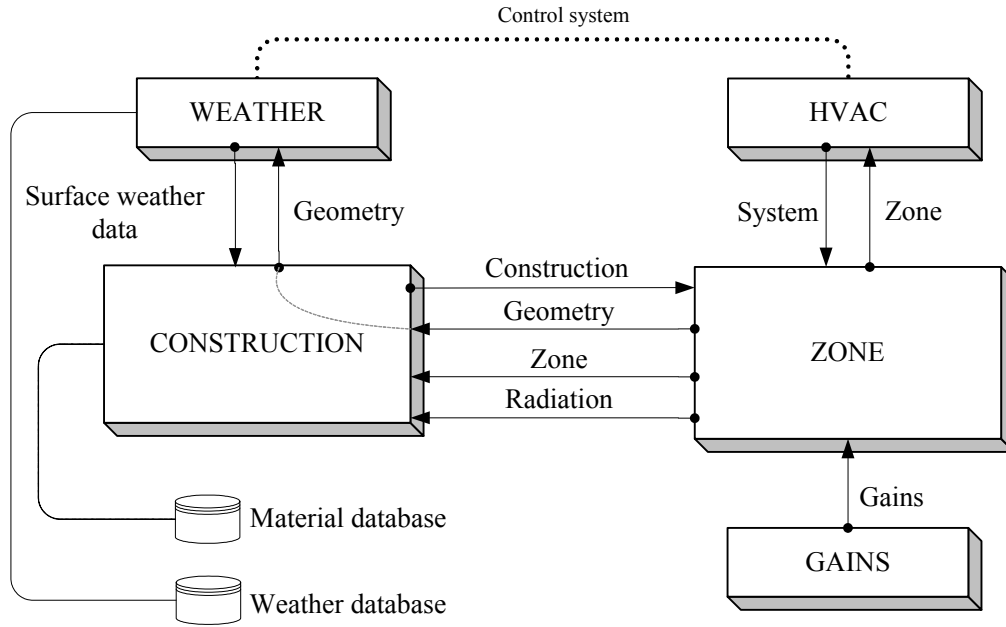 Control system
WEATHER
HVAC
Surface weather
data
Geometry
System
Zone
Construction
Geometry
CONSTRUCTION
ZONE
Zone
Radiation
Gains
Material database
GAINS
Weather database